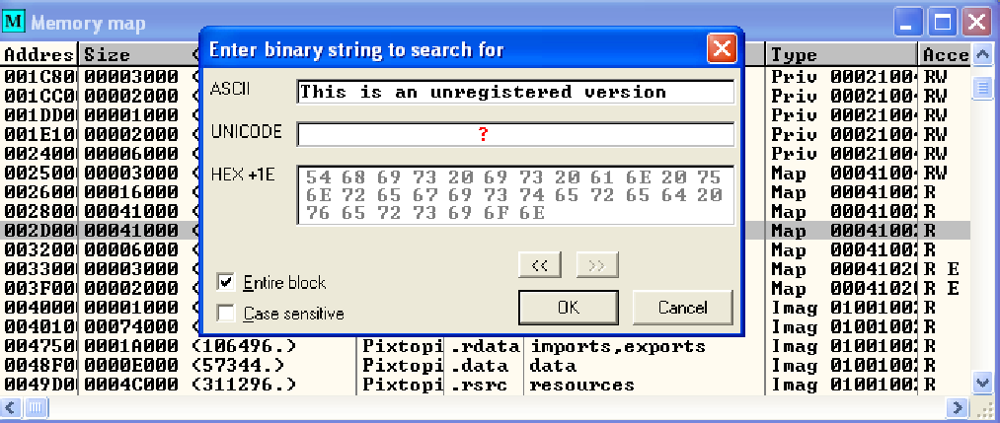 Memory map
Addres Size Type Acce
Enter binary string to search for
ASCII This is an unregistered version
UNICODE ?
HEX +1E 54 68 69 73 20 69 73 20 61 6E 20 75
6E 72 65 67 69 73 74 65 72 65 64 20
76 65 72 73 69 6F 6E
<< >>
Entire block
Case sensitive
OK Cancel
001C80 00003000 < Priv 0002100 RW
001CC0 00002000 < Priv 0002100 RW
001DD0 00001000 < Priv 0002100 RW
001E10 00002000 < Priv 0002100 RW
002400 00006000 < Priv 0002100 RW
002500 00003000 < Map 0004100 RW
002600 00016000 < Map 0004100 R
002800 00041000 < Map 0004100 R
002D00 00041000 < Map 0004100 R
003200 00006000 < Map 0004100 R
003300 00003000 < Map 0004102 R E
003F00 00002000 < Map 0004102 R E
004000 00001000 < Imag 0100100 R
004010 00074000 < Imag 0100100 R
004750 0001A000 <106496.> Pixtopi .rdata imports,exports Imag 0100100 R
0048F0 0000E000 <57344.> Pixtopi .data data Imag 0100100 R
0049D0 0004C000 <311296.> Pixtopi .rsrc resources Imag 0100100 R